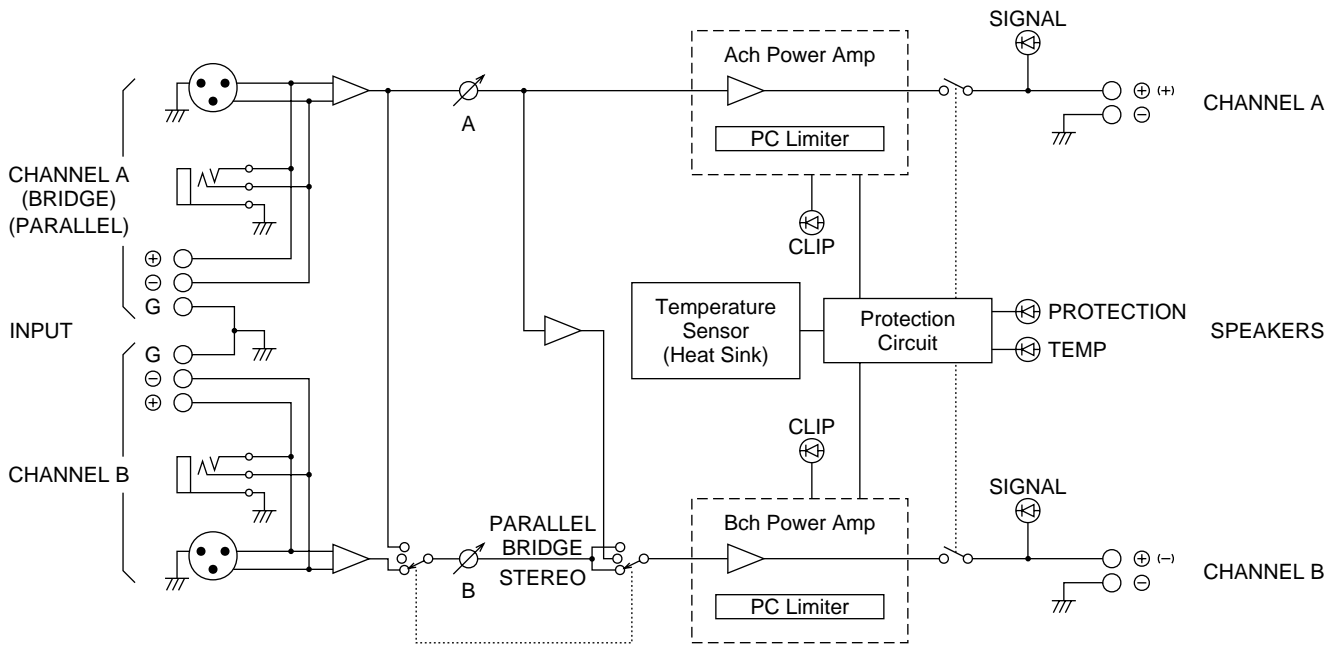 SIGNAL
Ach Power Amp
A
PC Limiter
⊕ (+)
⊖
CHANNEL A
CHANNEL A
(BRIDGE)
(PARALLEL)
CLIP
⊕
⊖
G
INPUT
Temperature
Sensor
(Heat Sink)
Protection
Circuit
PROTECTION
TEMP
SPEAKERS
G
⊖
⊕
CHANNEL B
CLIP
SIGNAL
PARALLEL
BRIDGE
STEREO
B
Bch Power Amp
PC Limiter
⊕ (−)
⊖
CHANNEL B